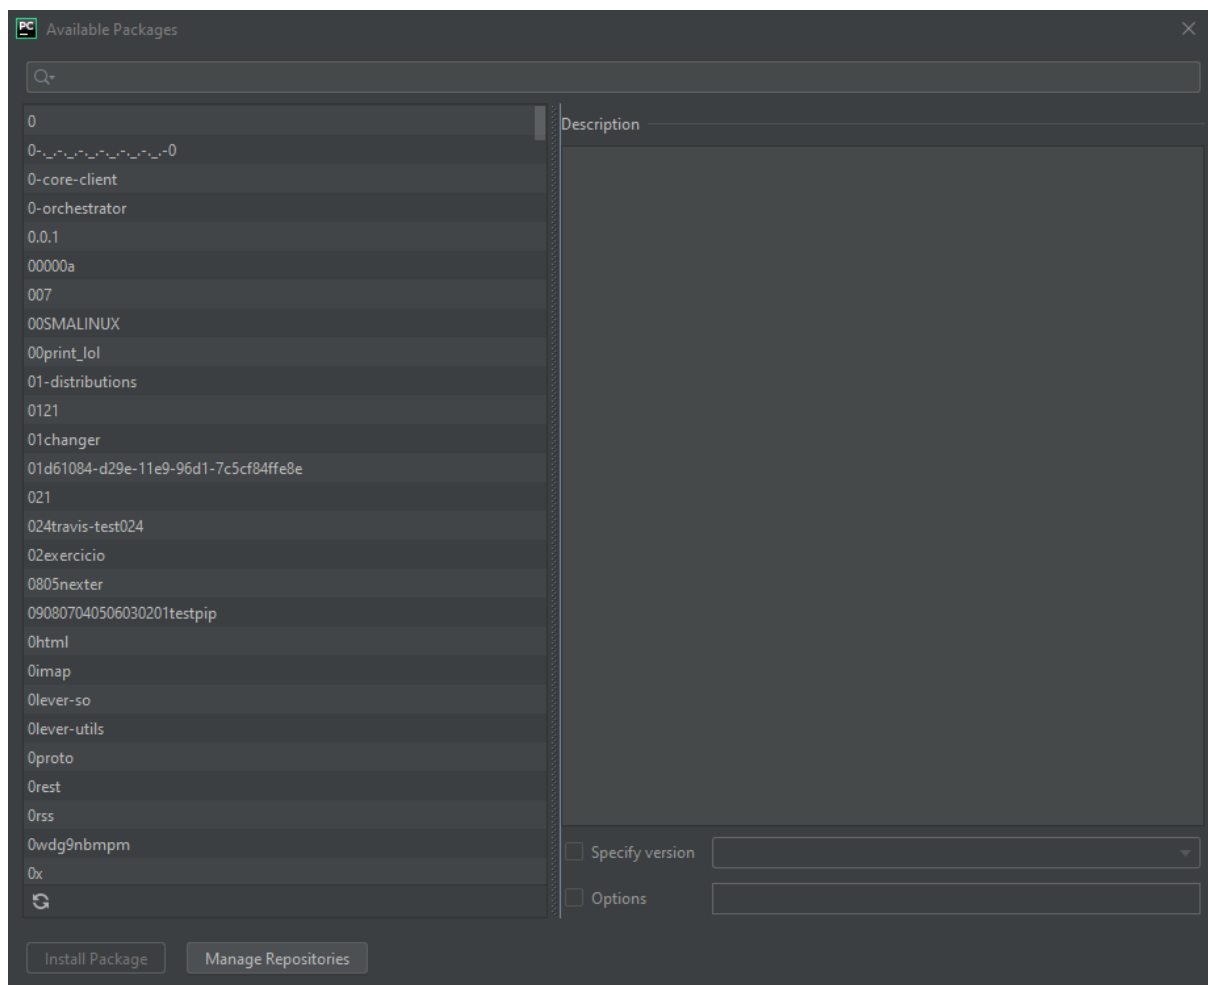 PC Available Packages
0
0-._.-._.-._.-._.-._.-._.-0
0-core-client
0-orchestrator
0.0.1
00000a
007
00SMALINUX
00print_lol
01-distributions
0121
01changer
01d61084-d29e-11e9-96d1-7c5cf84ffe8e
021
024travis-test024
02exercicio
0805nexter
090807040506030201testpip
0html
0imap
0lever-so
0lever-utils
0proto
0rest
0rss
0wdg9nbmpm
0x
Description
Specify version
Options
Install Package
Manage Repositories